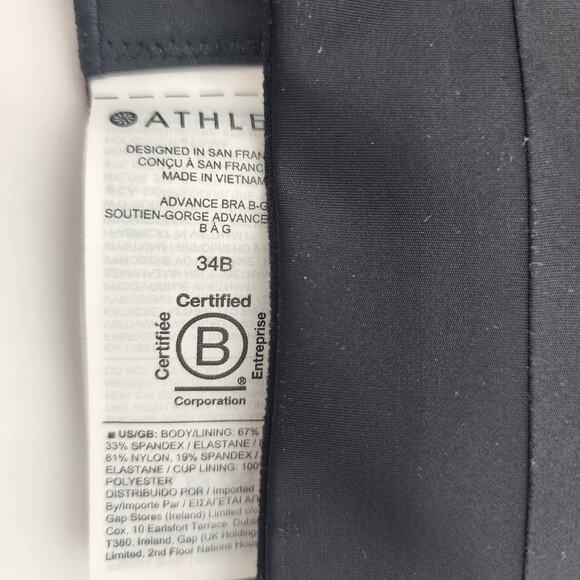 ATHLE
DESIGNED IN SAN FRAN
CONÇU À SAN FRANC
MADE IN VIETNAM
ADVANCE BRA B-G
SOUTIEN-GORGE ADVANCE
B À G
34B
Certified
Certifiée
B
Entreprise
®
Corporation
US/GB: BODY/LINING: 67%
33% SPANDEX / ELASTANE /
81% NYLON, 19% SPANDEX /
ELASTANE / CUP LINING: 100%
POLYESTER
DISTRIBUIDO POR / Imported
By/Importe par / ΕΙΣΑΓΕΤΑΙ ΑΠ
Gap Stores (Ireland) Limited c/o
Cox, 10 Earlsfort Terrace, Dublin
T380, Ireland, Gap (UK Holding
Limited, 2nd Floor Nations Hous